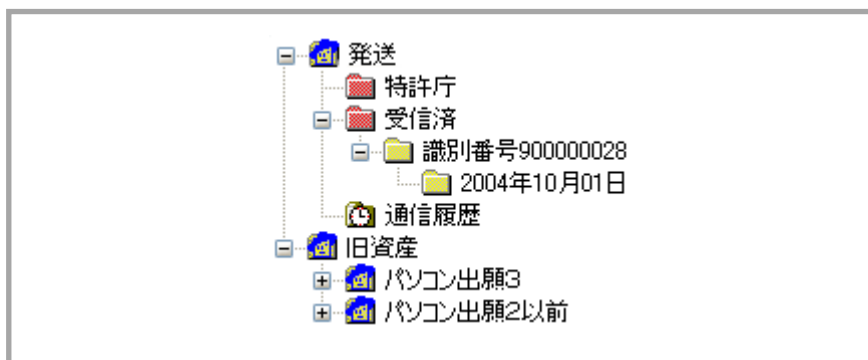 発送
特許庁
受信済
識別番号900000028
2004年10月01日
通信履歴
旧資産
パソコン出願3
パソコン出願2以前